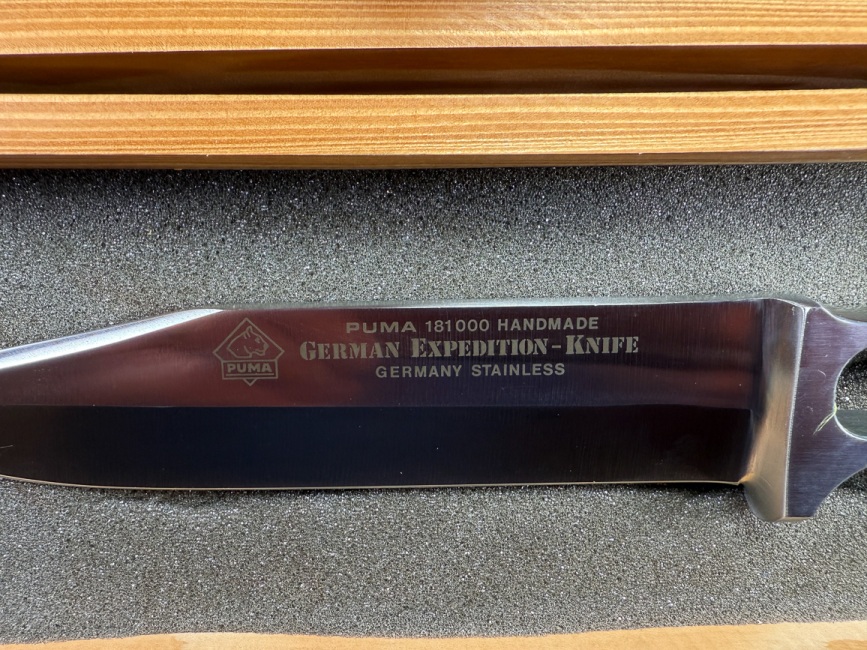 PUMA 181000 HANDMADE
GERMAN EXPEDITION-KNIFE
GERMANY STAINLESS
PUMA